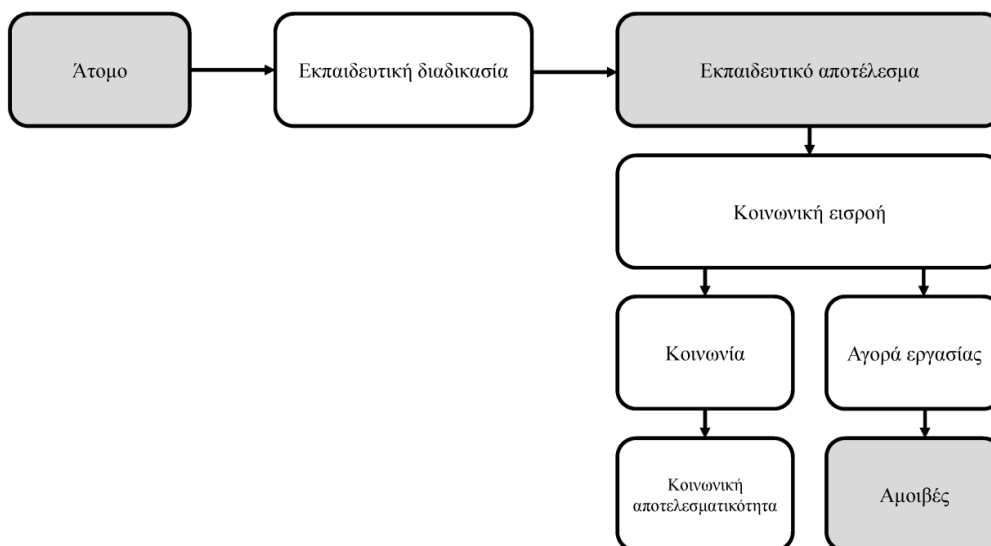 Άτομο
Εκπαιδευτική διαδικασία
Εκπαιδευτικό αποτέλεσμα
Κοινωνική εισροή
Κοινωνία
Αγορά εργασίας
Κοινωνική
αποτελεσματικότητα
Αμοιβές